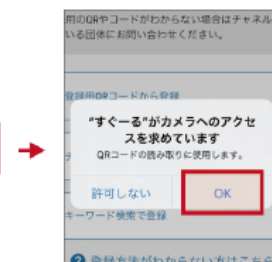 用のQRやコードがわからない場合はチャネル
いる団体にお問い合わせください。
登録用QRコードから登録
"すぐーる"がカメラへのアクセ
スを求めています
QRコードの読み取りに使用します。
許可しない
OK
キーワード検索で登録
登録方法がわからない方はこちら